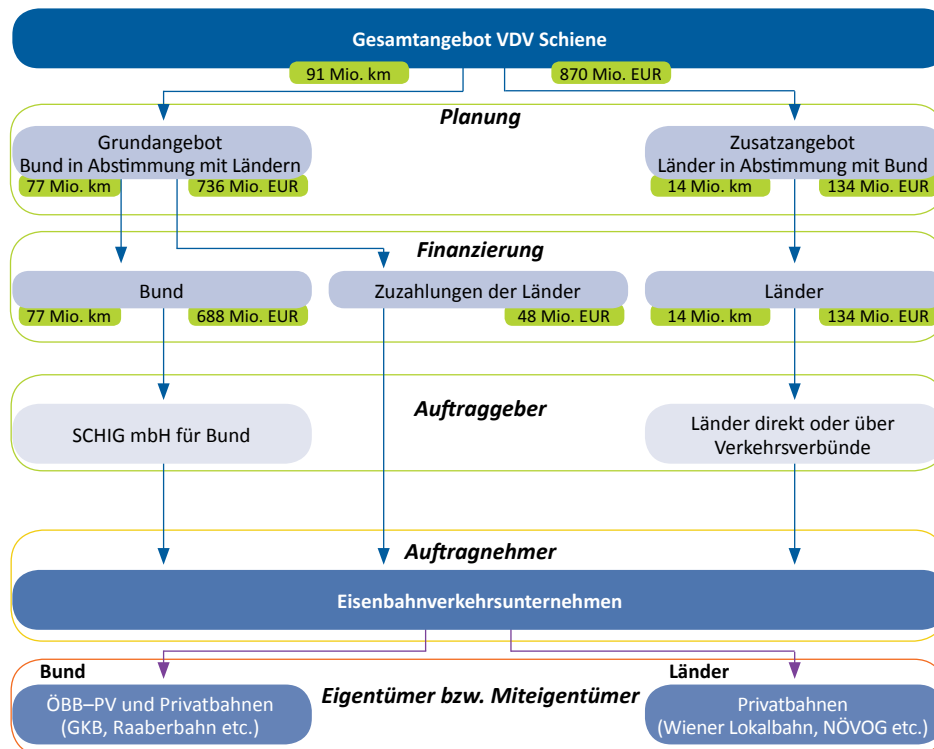 Gesamtangebot VDV Schiene
91 Mio. km
870 Mio. EUR
Planung
Grundangebot
Bund in Abstimmung mit Ländern
77 Mio. km
736 Mio. EUR
Zusatzangebot
Länder in Abstimmung mit Bund
14 Mio. km
134 Mio. EUR
Finanzierung
Bund
77 Mio. km
688 Mio. EUR
Zuzahlungen der Länder
48 Mio. EUR
Länder
14 Mio. km
134 Mio. EUR
Auftraggeber
SCHIG mbH für Bund
Länder direkt oder über
Verkehrsverbünde
Auftragnehmer
Eisenbahnverkehrsunternehmen
Bund
Länder
Eigentümer bzw. Miteigentümer
ÖBB–PV und Privatbahnen
(GKB, Raaberbahn etc.)
Privatbahnen
(Wiener Lokalbahn, NÖVOG etc.)